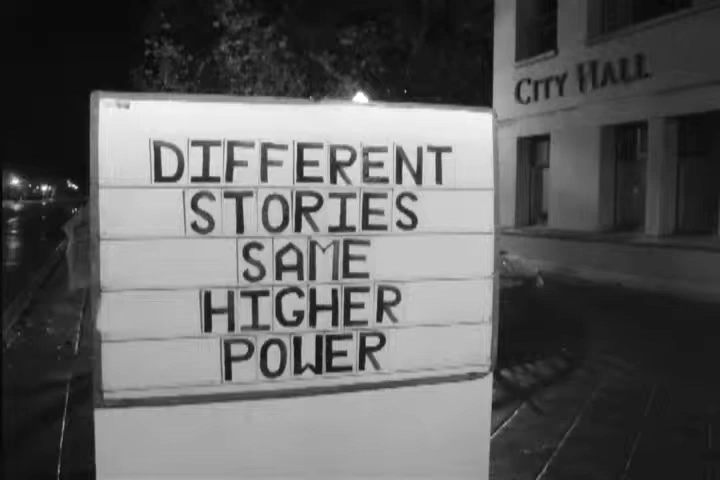 DIFFERENT
STORIES
SAME
HIGHER
POWER
CITY HALL